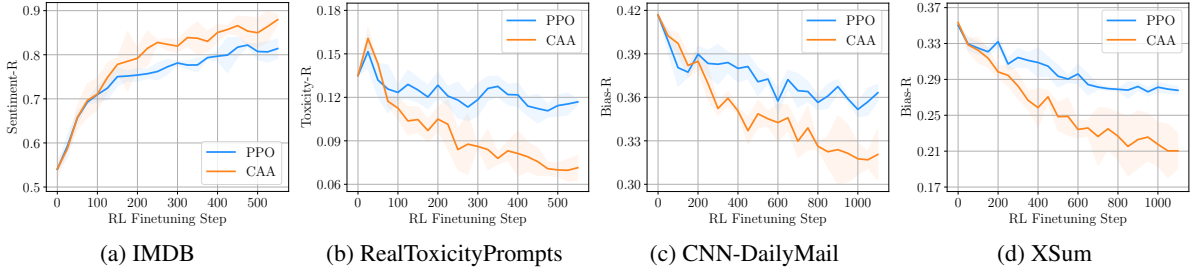 0.9
0.8
0.7
0.6
0.5
Sentiment-R
PPO
CAA
0 100 200 300 400 500
RL Finetuning Step
(a) IMDB
0.18
0.15
0.12
0.09
0.06
Toxicity-R
PPO
CAA
0 100 200 300 400 500
RL Finetuning Step
(b) RealToxicityPrompts
0.42
0.39
0.36
0.33
0.30
Bias-R
PPO
CAA
0 200 400 600 800 1000
RL Finetuning Step
(c) CNN-DailyMail
0.37
0.33
0.29
0.25
0.21
0.17
Bias-R
PPO
CAA
0 200 400 600 800 1000
RL Finetuning Step
(d) XSum